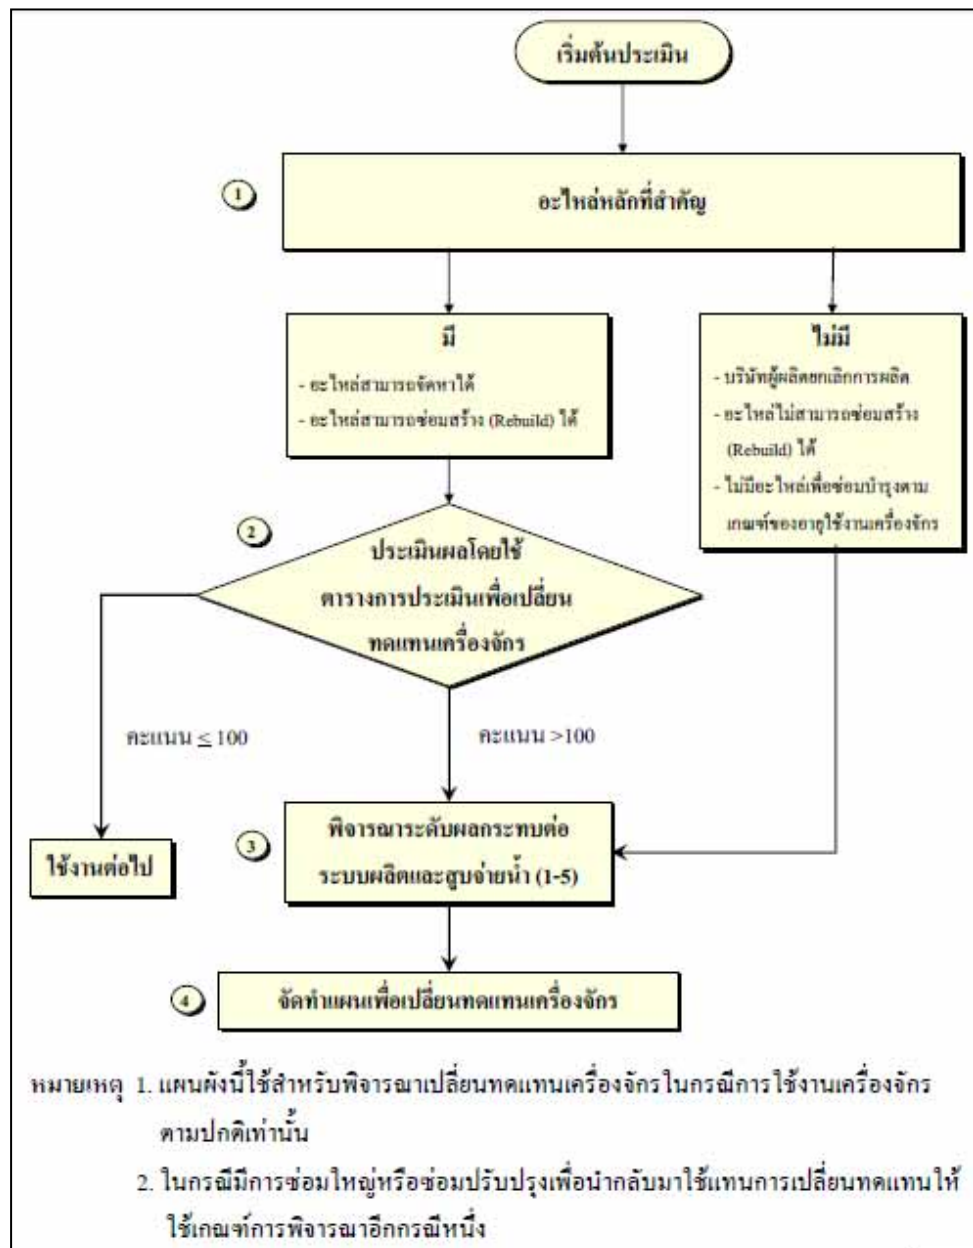 เริ่มต้นประเมิน
1
อะไหล่หลักที่สำคัญ
มี
- อะไหล่สามารถจัดหาได้
- อะไหล่สามารถซ่อมสร้าง (Rebuild) ได้
ไม่มี
- บริษัทผู้ผลิตยกเลิกการผลิต
- อะไหล่ไม่สามารถซ่อมสร้าง
(Rebuild) ได้
- ไม่มีอะไหล่เพื่อซ่อมบำรุงตาม
เกณฑ์ของอายุใช้งานเครื่องจักร
2
ประเมินผลโดยใช้
ตารางการประเมินเพื่อเปลี่ยน
ทดแทนเครื่องจักร
คะแนน ≤ 100
คะแนน >100
ใช้งานต่อไป
3
พิจารณาระดับผลกระทบต่อ
ระบบผลิตและสูบจ่ายน้ำ (1-5)
4
จัดทำแผนเพื่อเปลี่ยนทดแทนเครื่องจักร
หมายเหตุ 1. แผนผังนี้ใช้สำหรับพิจารณาเปลี่ยนทดแทนเครื่องจักรในกรณีการใช้งานเครื่องจักร
ตามปกติเท่านั้น
2. ในกรณีมีการซ่อมใหญ่หรือซ่อมปรับปรุงเพื่อนำกลับมาใช้แทนการเปลี่ยนทดแทนให้
ใช้เกณฑ์การพิจารณาอีกกรณีหนึ่ง